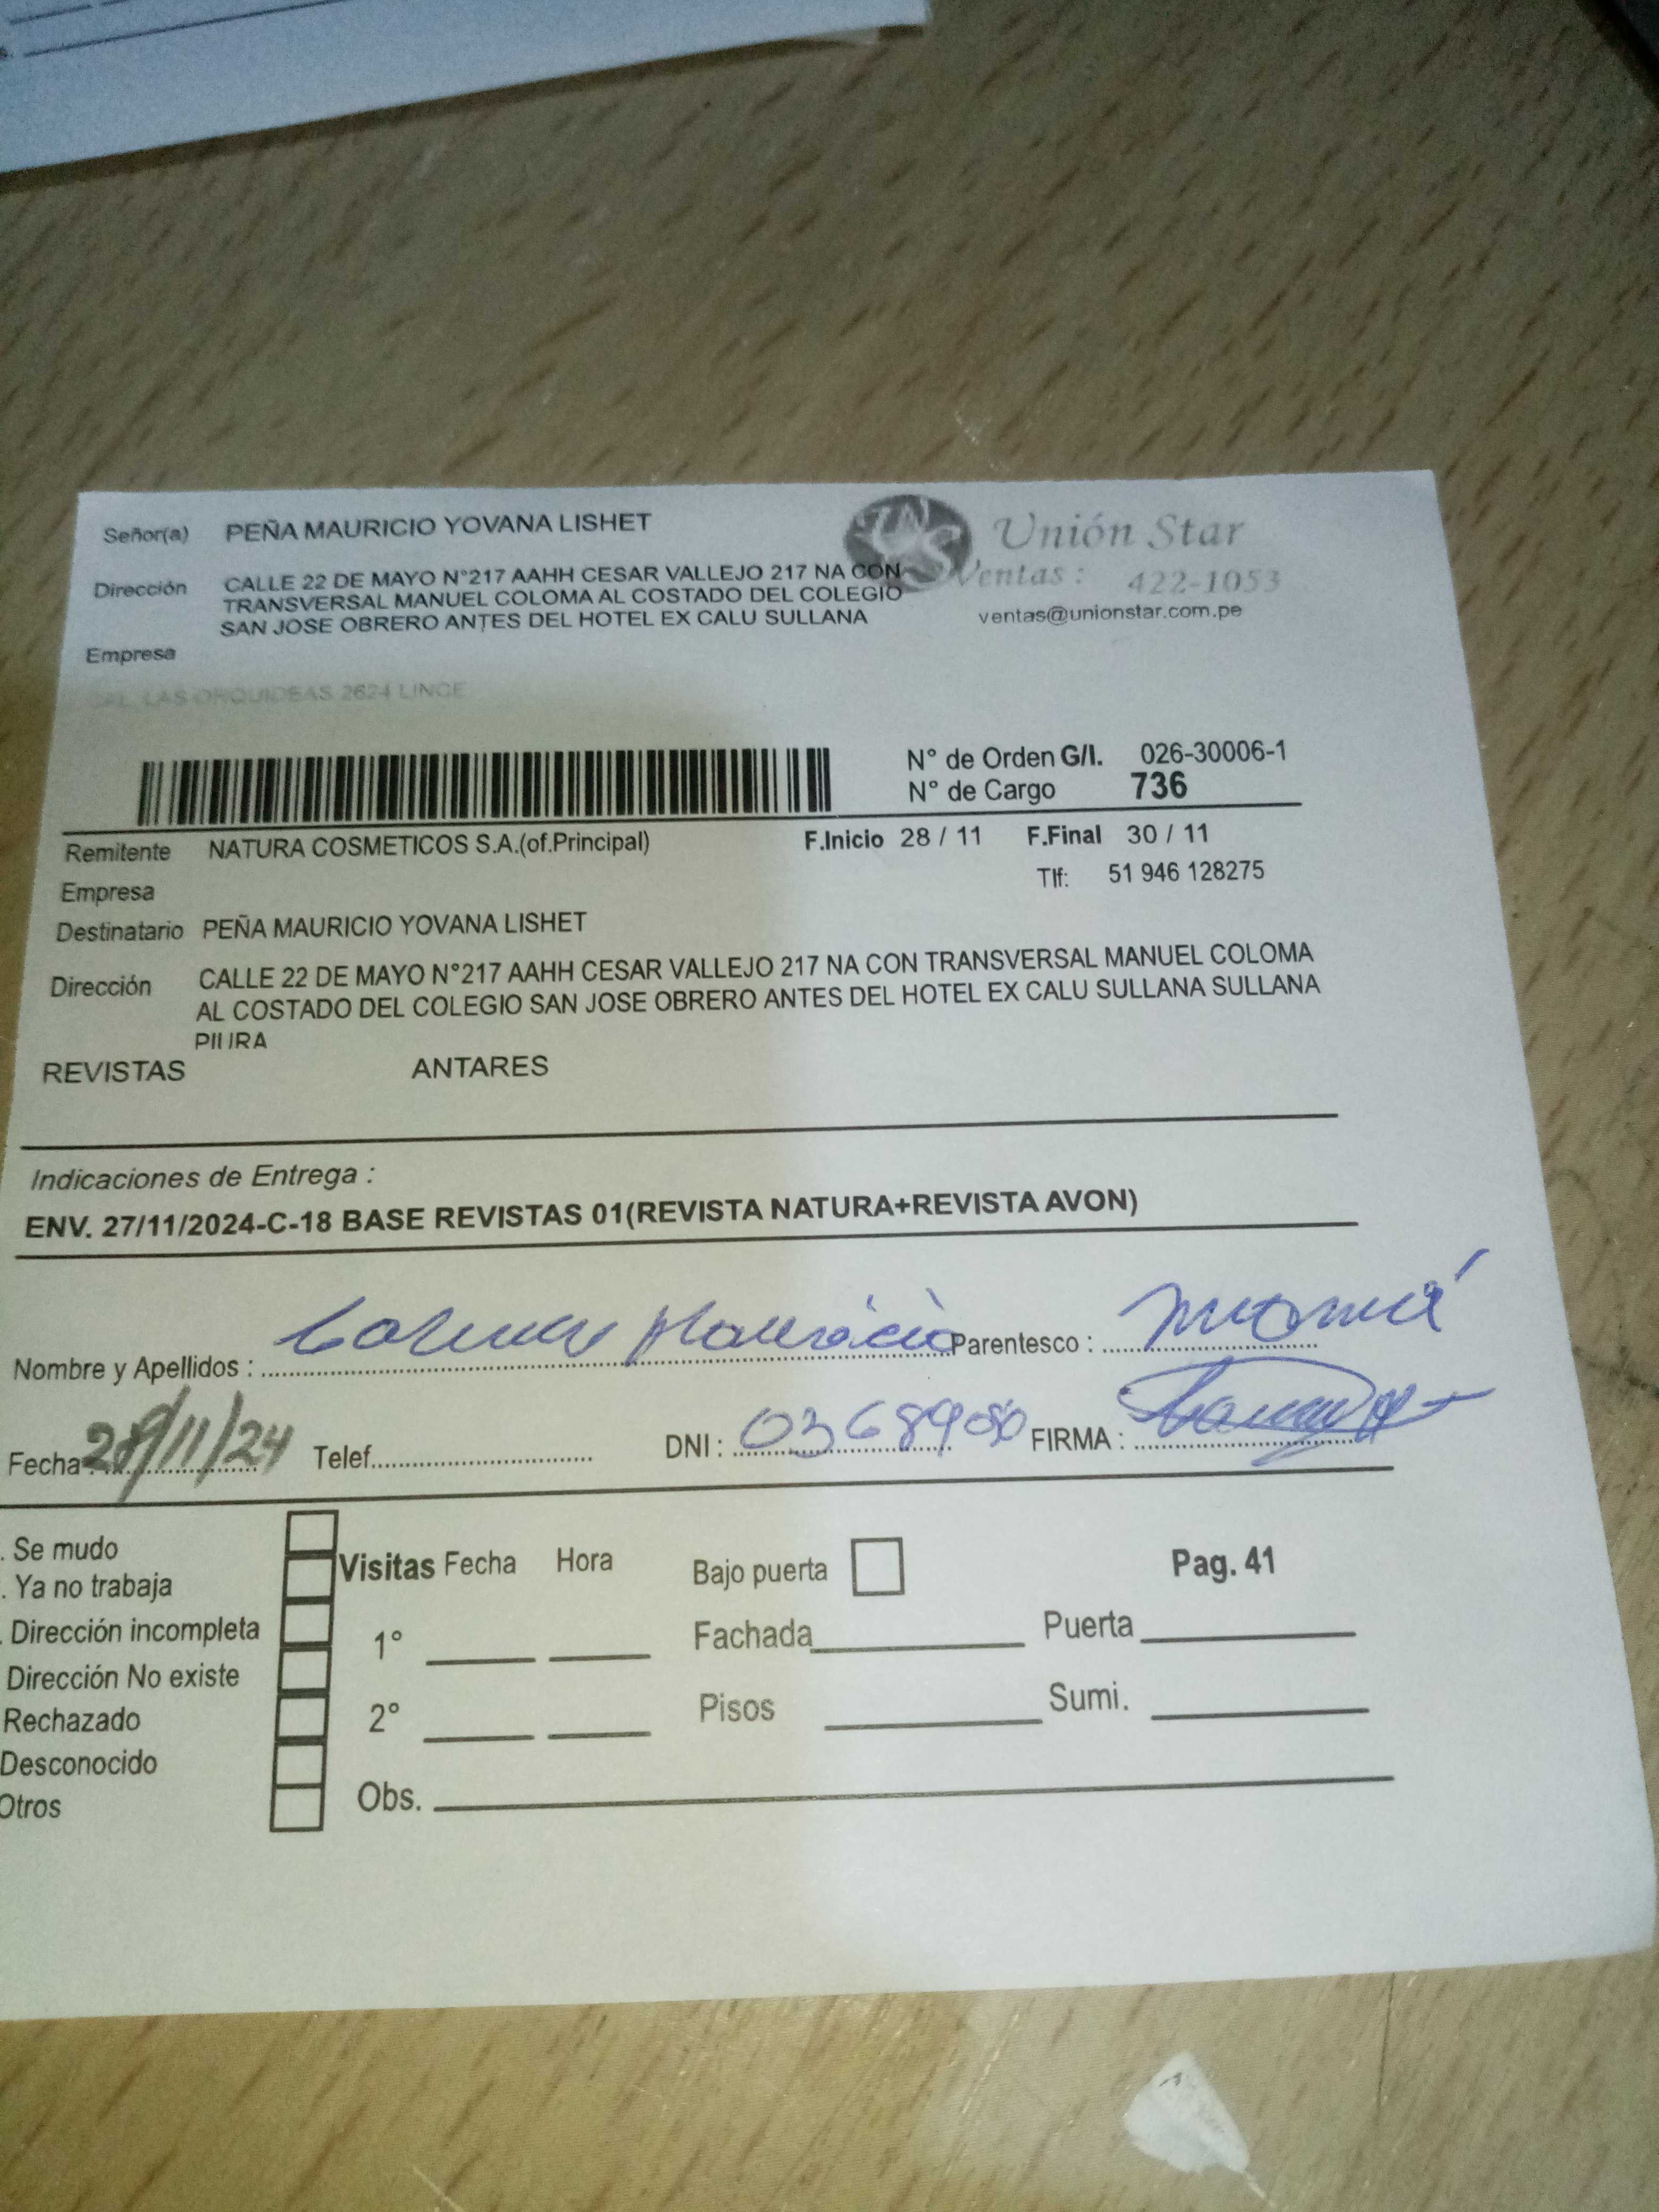 Señor(a) PEÑA MAURICIO YOVANA LISHET
Unión Star
Dirección CALLE 22 DE MAYO N°217 AAHH CESAR VALLEJO 217 NA CON
TRANSVERSAL MANUEL COLOMA AL COSTADO DEL COLEGIO
SAN JOSE OBRERO ANTES DEL HOTEL EX CALU SULLANA
Ventas : 422-1053
ventas@unionstar.com.pe
Empresa
LAS ORQUIDEAS 2624 LINCE
N° de Orden G/I. 026-30006-1
N° de Cargo 736
Remitente NATURA COSMETICOS S.A.(of.Principal) F.Inicio 28 / 11 F.Final 30 / 11
Empresa Tlf: 51 946 128275
Destinatario PEÑA MAURICIO YOVANA LISHET
Dirección CALLE 22 DE MAYO N°217 AAHH CESAR VALLEJO 217 NA CON TRANSVERSAL MANUEL COLOMA
AL COSTADO DEL COLEGIO SAN JOSE OBRERO ANTES DEL HOTEL EX CALU SULLANA SULLANA
PIURA
REVISTAS ANTARES
Indicaciones de Entrega :
ENV. 27/11/2024-C-18 BASE REVISTAS 01(REVISTA NATURA+REVISTA AVON)
Nombre y Apellidos : Mauricio Parentesco : mamá
Fecha : /11/24 Telef. DNI : FIRMA :
. Se mudo
. Ya no trabaja
. Dirección incompleta
Dirección No existe
Rechazado
Desconocido
Otros
Visitas Fecha Hora Bajo puerta Pag. 41
1° Fachada Puerta
2° Pisos Sumi.
Obs.